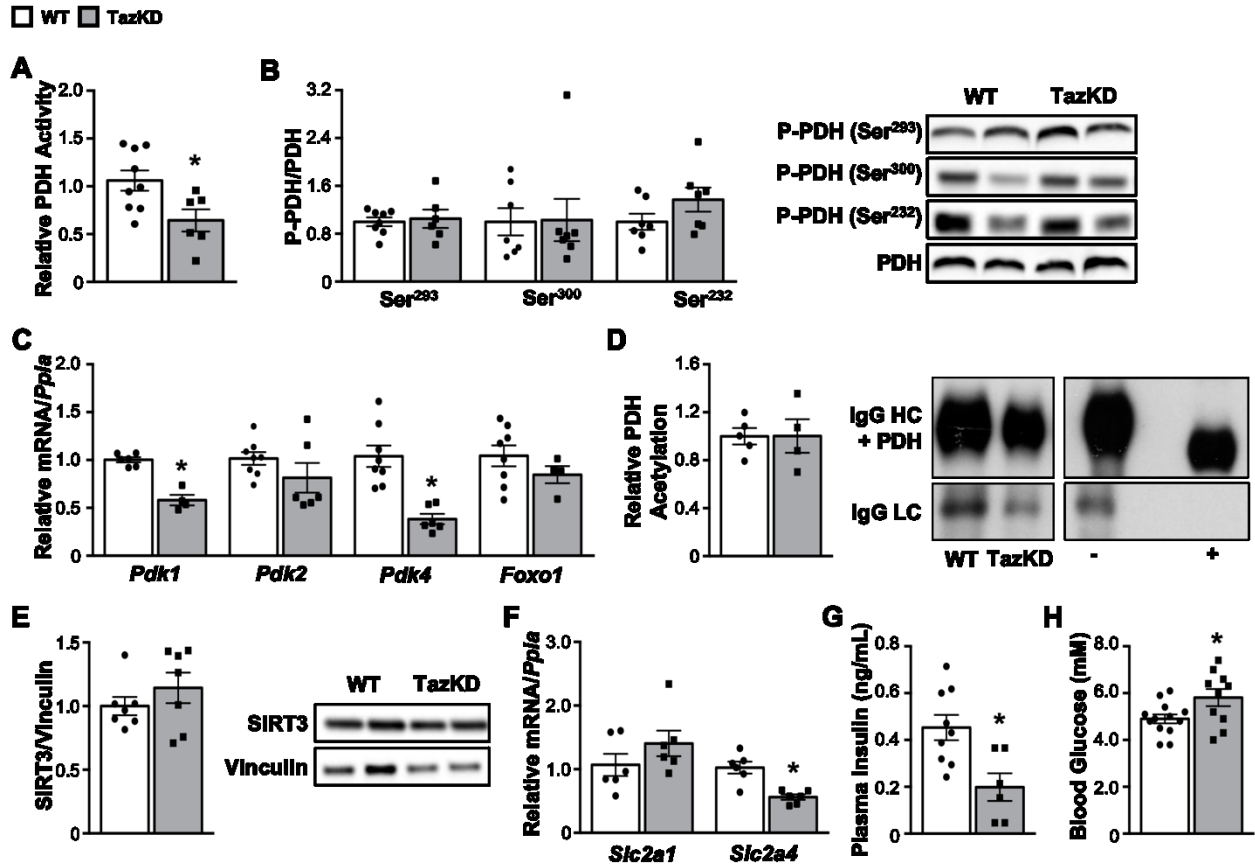 WT TazKD
A
Relative PDH Activity
2.0
1.5
1.0
0.5
0
*
B
P-PDH/PDH
3.2
2.4
1.6
0.8
0
Ser²⁹³ Ser³⁰⁰ Ser²³²
WT TazKD
P-PDH (Ser²⁹³)
P-PDH (Ser³⁰⁰)
P-PDH (Ser²³²)
PDH
C
Relative mRNA/Ppia
2.0
1.5
1.0
0.5
0
* *
Pdk1 Pdk2 Pdk4 Foxo1
D
Relative PDH
Acetylation
1.6
1.2
0.8
0.4
0
IgG HC
+ PDH
IgG LC
WT TazKD - +
E
SIRT3/Vinculin
1.5
1.0
0.5
0
WT TazKD
SIRT3
Vinculin
F
Relative mRNA/Ppia
3.0
2.0
1.0
0
*
Slc2a1 Slc2a4
G
Plasma Insulin (ng/mL)
0.8
0.6
0.4
0.2
0
*
H
Blood Glucose (mM)
8.0
6.0
4.0
2.0
0
*